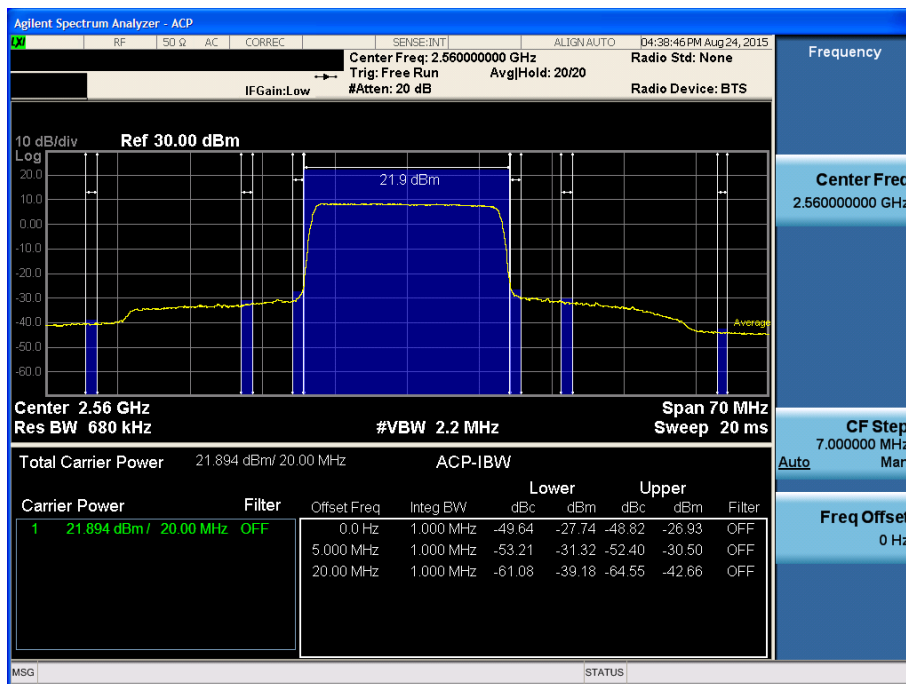 Agilent Spectrum Analyzer - ACP
LXI RF 50 Ω AC CORREC SENSE:INT ALIGN AUTO 04:38:46 PM Aug 24, 2015
Center Freq: 2.560000000 GHz Radio Std: None
Trig: Free Run Avg|Hold: 20/20
IFGain:Low #Atten: 20 dB Radio Device: BTS
10 dB/div Ref 30.00 dBm
Log
20.0
10.0
0.00
-10.0
-20.0
-30.0
-40.0
-50.0
-60.0
21.9 dBm
Average
Center 2.56 GHz Span 70 MHz
Res BW 680 kHz #VBW 2.2 MHz Sweep 20 ms
Total Carrier Power 21.894 dBm/ 20.00 MHz ACP-IBW
Lower Upper
Carrier Power Filter Offset Freq Integ BW dBc dBm dBc dBm Filter
1 21.894 dBm / 20.00 MHz OFF 0.0 Hz 1.000 MHz -49.64 -27.74 -48.82 -26.93 OFF
5.000 MHz 1.000 MHz -53.21 -31.32 -52.40 -30.50 OFF
20.00 MHz 1.000 MHz -61.08 -39.18 -64.55 -42.66 OFF
MSG STATUS
Frequency
Center Freq
2.560000000 GHz
CF Step
7.000000 MHz
Auto Man
Freq Offset
0 Hz